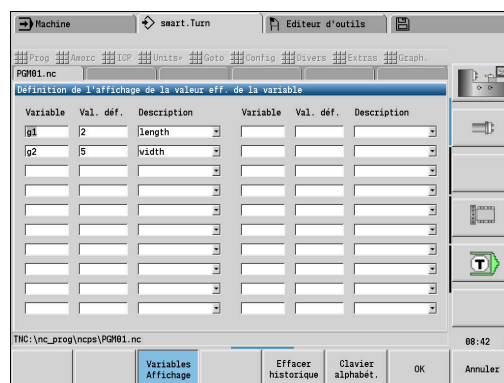 Machine
smart.Turn
Editeur d'outils
Prog Amorc ICP Units» Goto Config Divers Extras Graph.
PGM01.nc
Définition de l'affichage de la valeur eff. de la variable
Variable Val. déf. Description Variable Val. déf. Description
g1 2 length
g2 5 width
T
TNC:\nc_prog\ncps\PGM01.nc
08:42
Variables Affichage
Effacer historique
Clavier alphabét.
OK
Annuler